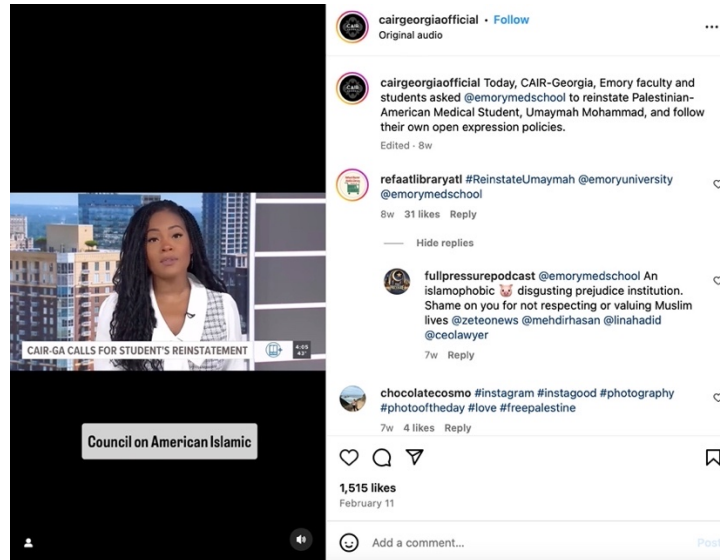 cairgeorgiaofficial • Follow
Original audio
cairgeorgiaofficial Today, CAIR-Georgia, Emory faculty and
students asked @emorymedschool to reinstate Palestinian-
American Medical Student, Umaymah Mohammad, and follow
their own open expression policies.
Edited · 8w
refaatlibraryatl #ReinstateUmaymah @emoryuniversity
@emorymedschool
8w 31 likes Reply
Hide replies
fullpressurepodcast @emorymedschool An
islamophobic 🐷 disgusting prejudice institution.
Shame on you for not respecting or valuing Muslim
lives @zeteonews @mehdirhasan @linahadid
@ceolawyer
7w Reply
chocolatecosmo #instagram #instagood #photography
#photooftheday #love #freepalestine
7w 4 likes Reply
1,515 likes
February 11
Add a comment...
Post
CAIR-GA CALLS FOR STUDENT'S REINSTATEMENT
4:05
43°
Council on American Islamic